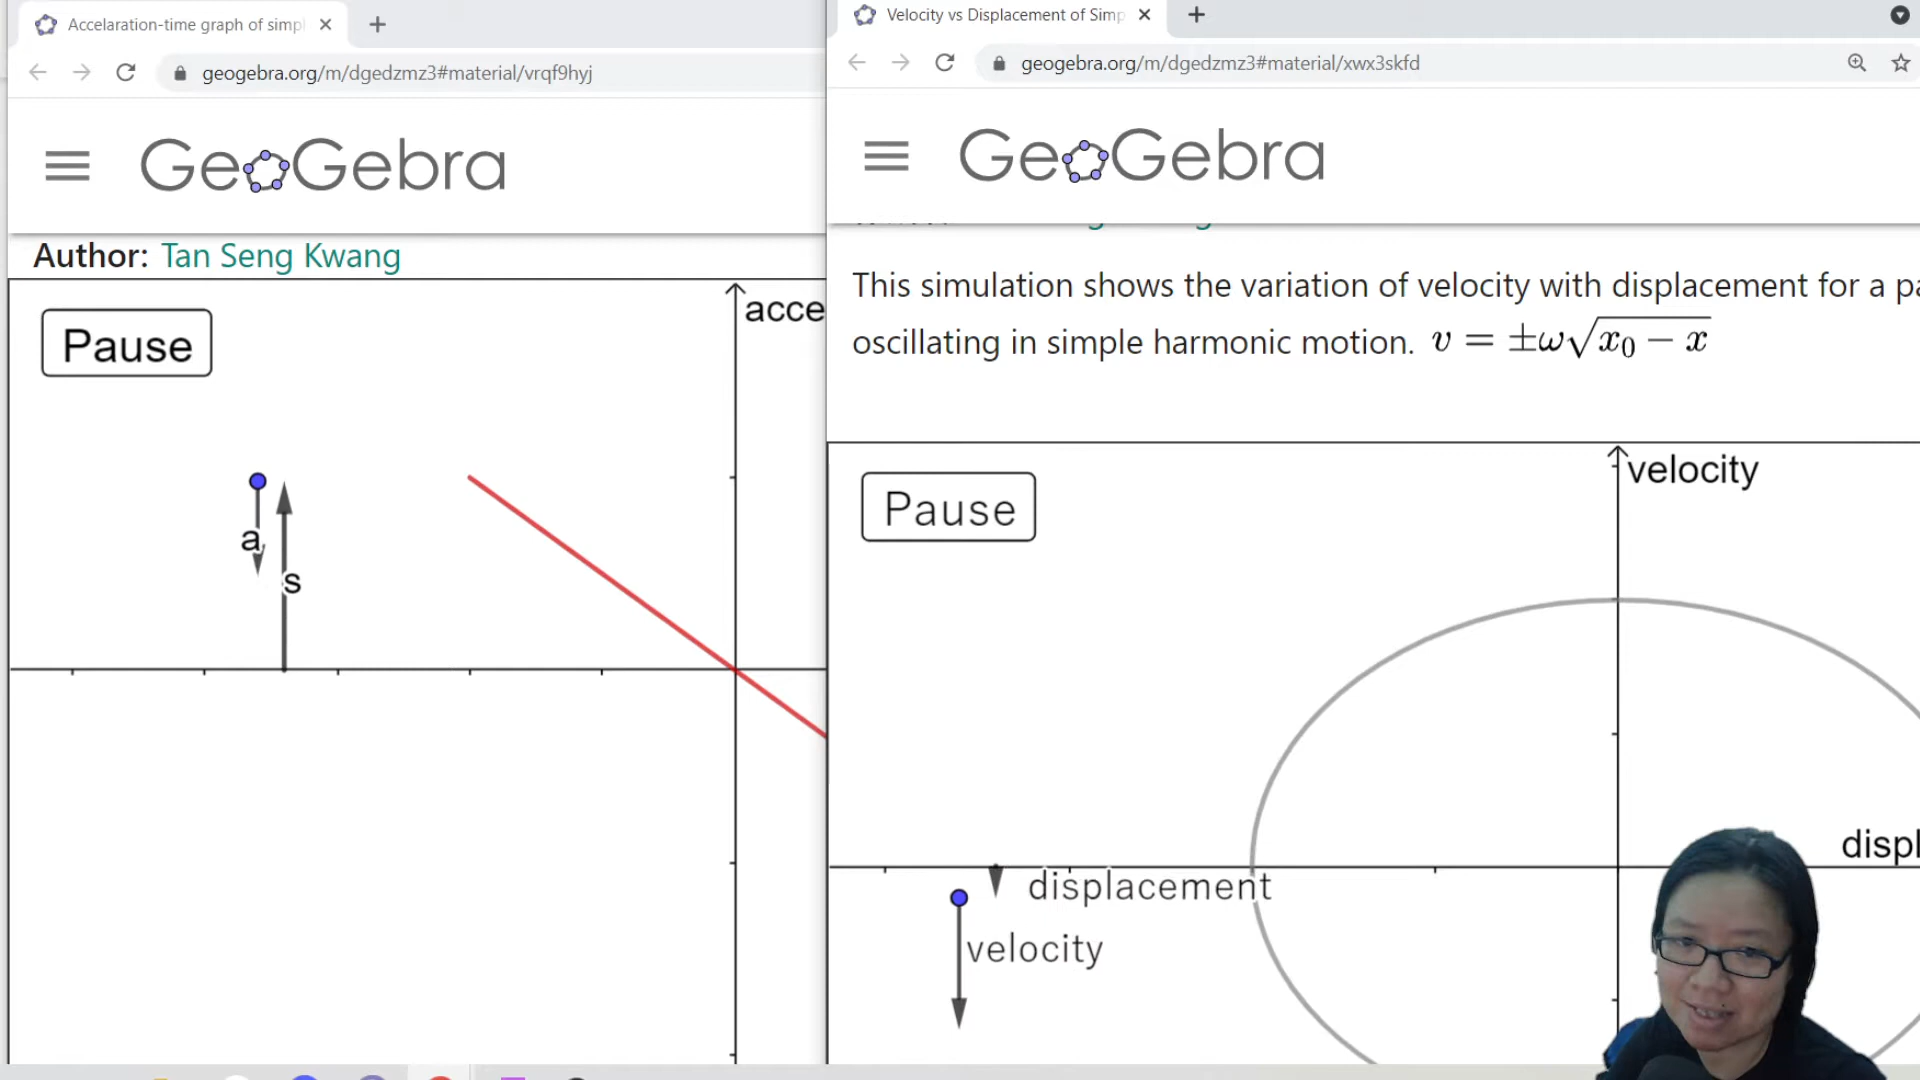 Accelaration-time graph of simp
geogebra.org/m/dgedzmz3#material/vrqf9hyj
GeoGebra
Author: Tan Seng Kwang
Pause
acce
a
s
Velocity vs Displacement of Simp
geogebra.org/m/dgedzmz3#material/xwx3skfd
GeoGebra
This simulation shows the variation of velocity with displacement for a pa
oscillating in simple harmonic motion. v = ±ω√x₀ − x
Pause
velocity
displ
displacement
velocity